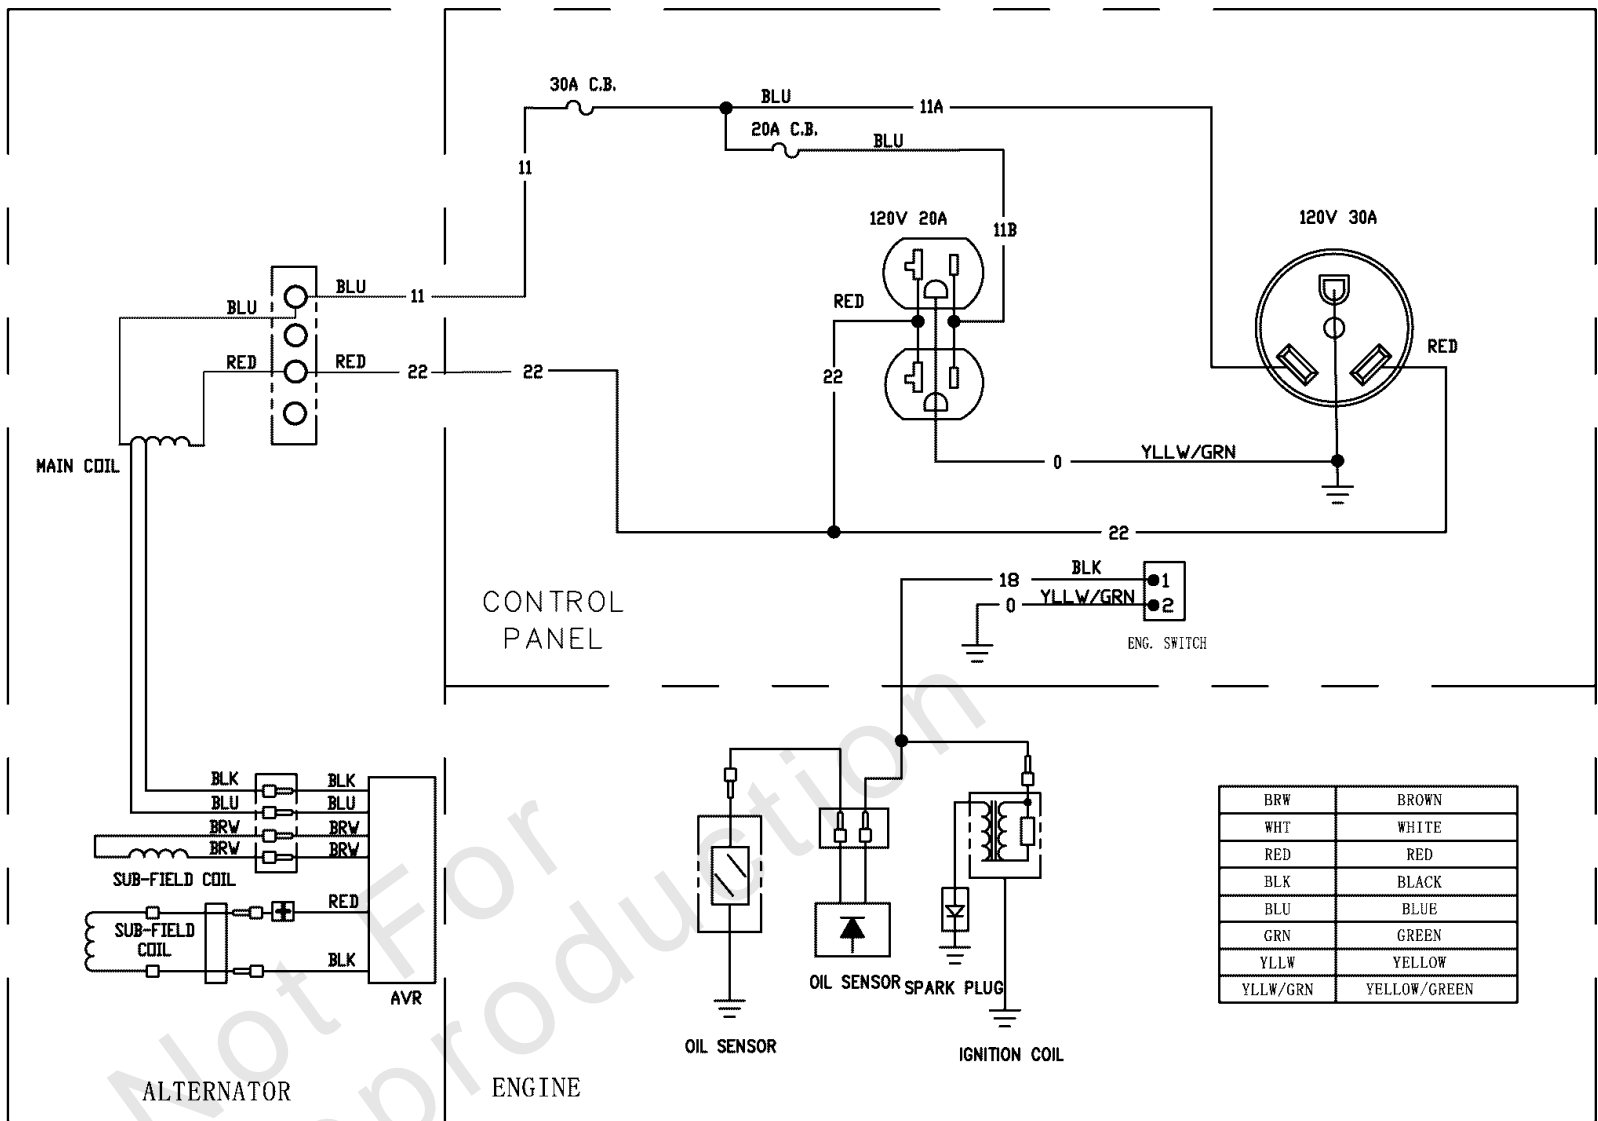 30A C.B.
BLU
11A
20A C.B.
BLU
11
120V 20A
11B
120V 30A
BLU
11
BLU
RED
RED
RED
22
22
RED
22
MAIN COIL
0
YLLW/GRN
22
18
BLK
1
0
YLLW/GRN
2
ENG. SWITCH
CONTROL
PANEL
BLK
BLK
BLU
BLU
BRW
BRW
BRW
BRW
SUB-FIELD COIL
RED
SUB-FIELD
COIL
BLK
AVR
OIL SENSOR
OIL SENSOR
SPARK PLUG
IGNITION COIL
BRW BROWN
WHT WHITE
RED RED
BLK BLACK
BLU BLUE
GRN GREEN
YLLW YELLOW
YLLW/GRN YELLOW/GREEN
ALTERNATOR
ENGINE
Not For
production